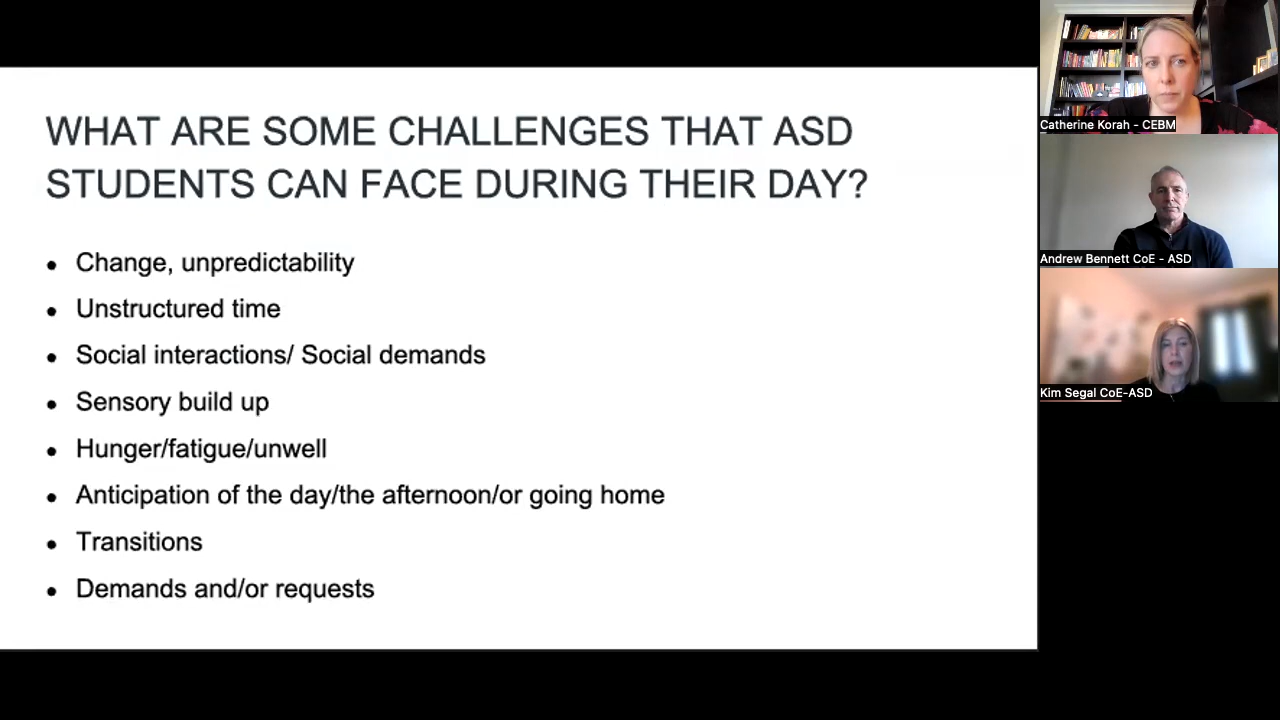 WHAT ARE SOME CHALLENGES THAT ASD
STUDENTS CAN FACE DURING THEIR DAY?
• Change, unpredictability
• Unstructured time
• Social interactions/ Social demands
• Sensory build up
• Hunger/fatigue/unwell
• Anticipation of the day/the afternoon/or going home
• Transitions
• Demands and/or requests
Catherine Korah - CEBM
Andrew Bennett CoE - ASD
Kim Segal CoE-ASD